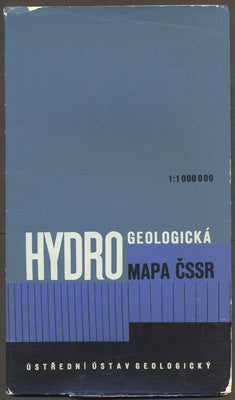 1:1 000 000
HYDRO GEOLOGICKÁ
MAPA ČSSR
ÚSTŘEDNÍ ÚSTAV GEOLOGICKÝ